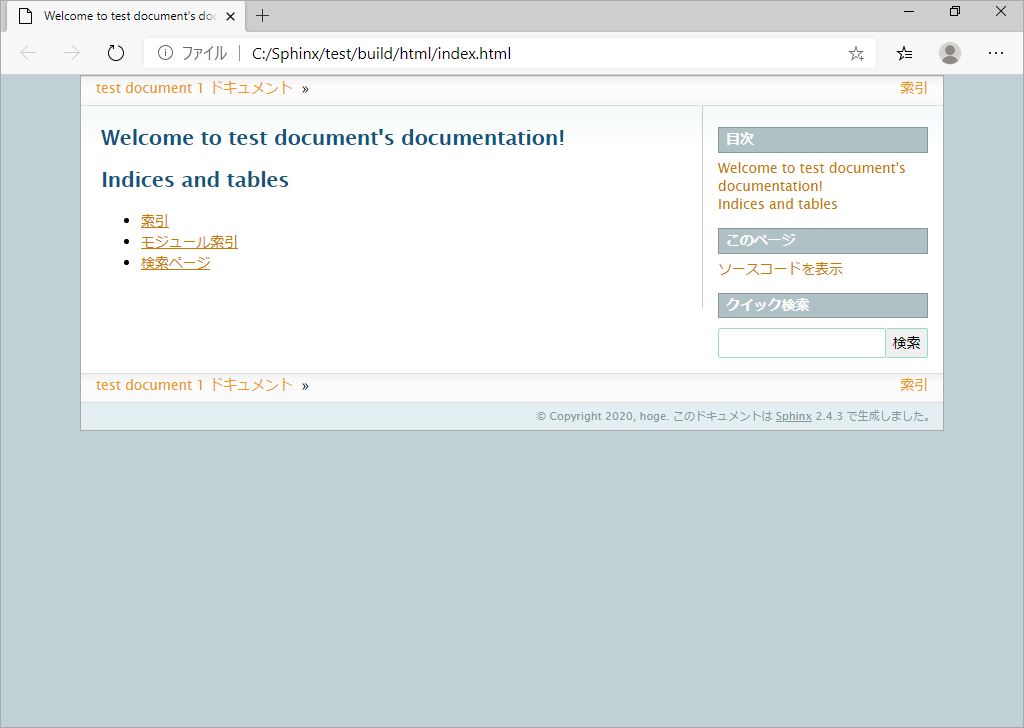 Welcome to test document's doc
ファイル C:/Sphinx/test/build/html/index.html
test document 1 ドキュメント » 索引
Welcome to test document's documentation!
Indices and tables
• 索引
• モジュール索引
• 検索ページ
目次
Welcome to test document's
documentation!
Indices and tables
このページ
ソースコードを表示
クイック検索
検索
test document 1 ドキュメント » 索引
© Copyright 2020, hoge. このドキュメントは Sphinx 2.4.3 で生成しました。